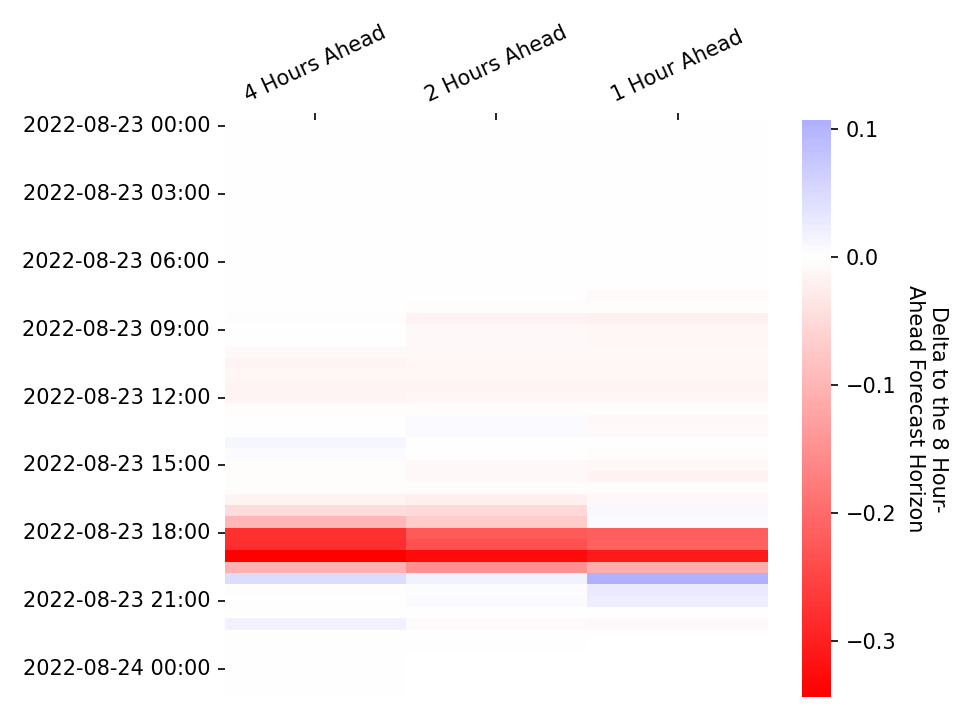 4 Hours Ahead
2 Hours Ahead
1 Hour Ahead
2022-08-23 00:00
2022-08-23 03:00
2022-08-23 06:00
2022-08-23 09:00
2022-08-23 12:00
2022-08-23 15:00
2022-08-23 18:00
2022-08-23 21:00
2022-08-24 00:00
0.1
0.0
−0.1
−0.2
−0.3
Delta to the 8 Hour-
Ahead Forecast Horizon